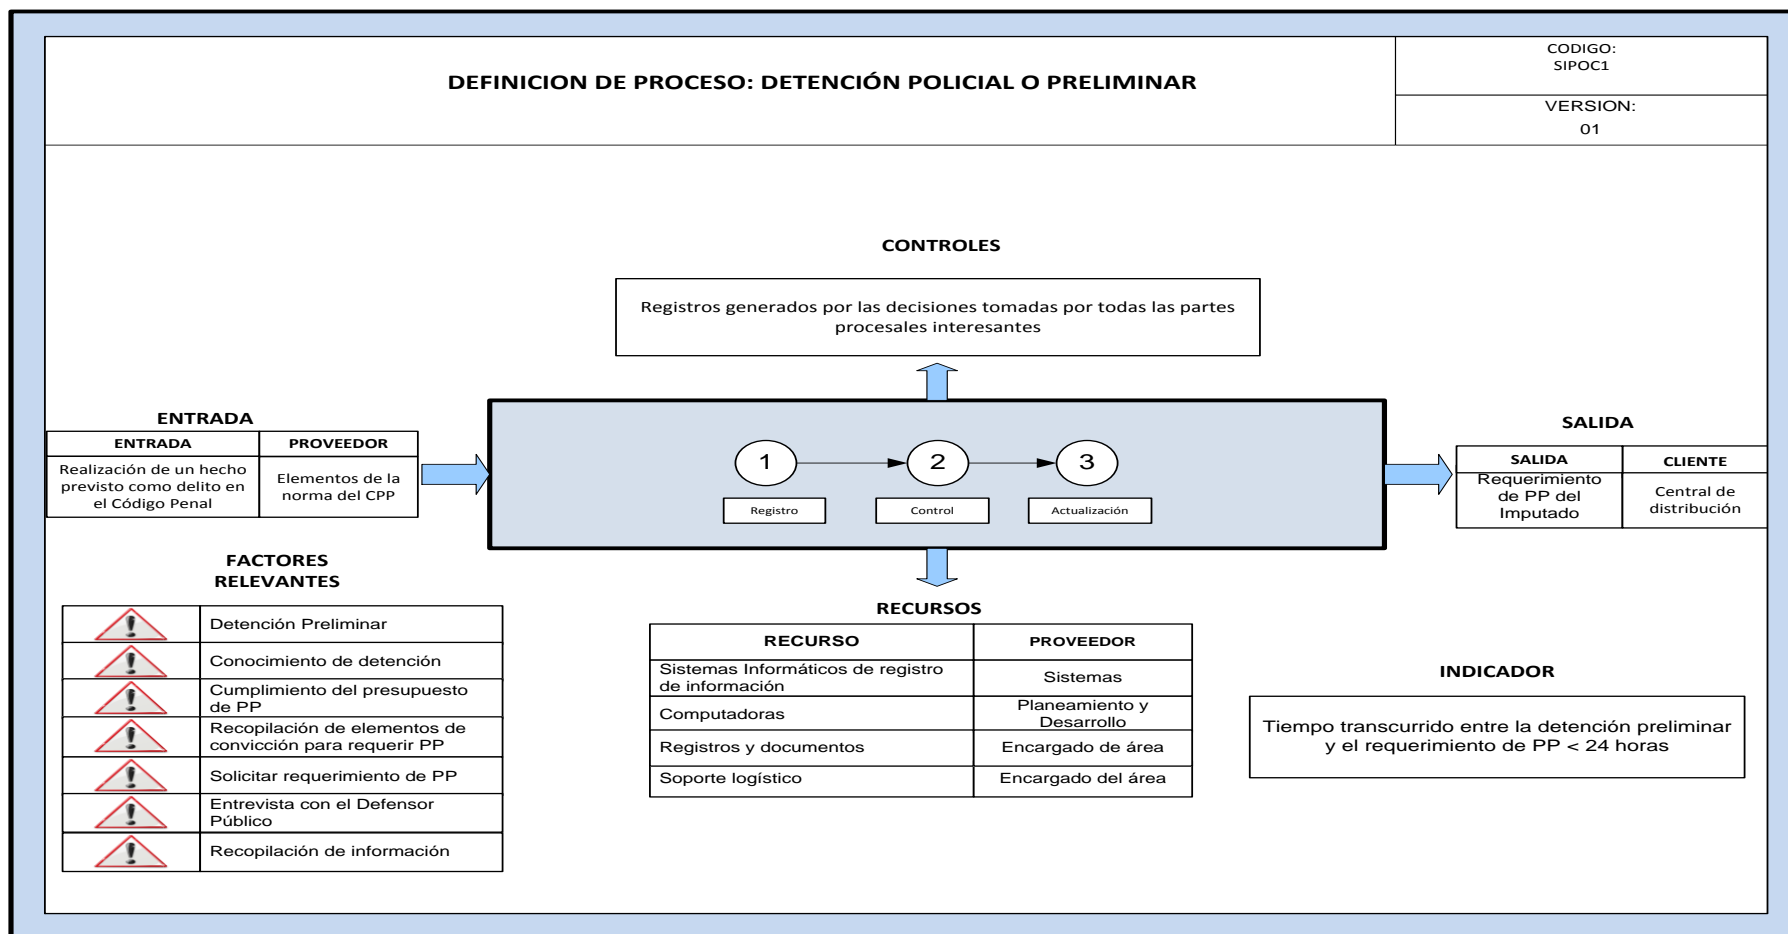 DEFINICION DE PROCESO: DETENCIÓN POLICIAL O PRELIMINAR
CODIGO:
SIPOC1
VERSION:
01
CONTROLES
Registros generados por las decisiones tomadas por todas las partes
procesales interesantes
ENTRADA
ENTRADA
PROVEEDOR
Realización de un hecho
previsto como delito en
el Código Penal
Elementos de la
norma del CPP
1
2
3
Registro
Control
Actualización
SALIDA
SALIDA
CLIENTE
Requerimiento
de PP del
Imputado
Central de
distribución
FACTORES
RELEVANTES
Detención Preliminar
Conocimiento de detención
Cumplimiento del presupuesto
de PP
Recopilación de elementos de
convicción para requerir PP
Solicitar requerimiento de PP
Entrevista con el Defensor
Público
Recopilación de información
RECURSOS
RECURSO
PROVEEDOR
Sistemas Informáticos de registro
de información
Sistemas
Computadoras
Planeamiento y
Desarrollo
Registros y documentos
Encargado de área
Soporte logístico
Encargado del área
INDICADOR
Tiempo transcurrido entre la detención preliminar
y el requerimiento de PP < 24 horas